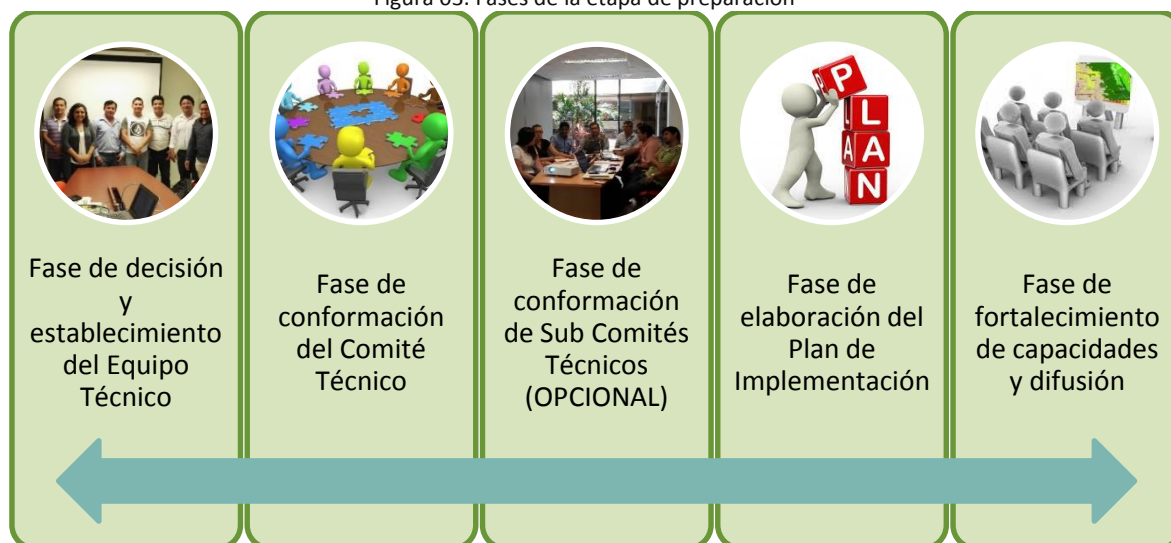 Figura 03. Fases de la etapa de preparación
P
L
L
A
A
N
Fase de decisión
y
establecimiento
del Equipo
Técnico
Fase de
conformación
del Comité
Técnico
Fase de
conformación
de Sub Comités
Técnicos
(OPCIONAL)
Fase de
elaboración del
Plan de
Implementación
Fase de
fortalecimiento
de capacidades
y difusión